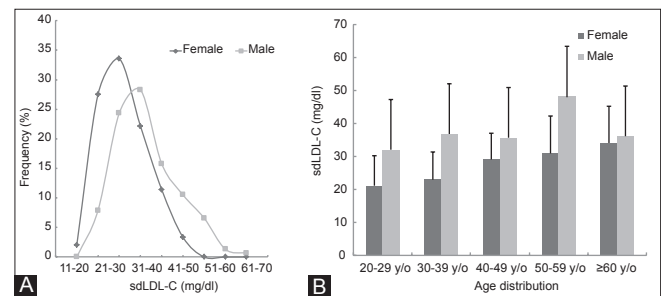 40
35
30
25
20
15
10
5
0
Frequency (%)
Female Male
11-20 21-30 31-40 41-50 51-60 61-70
sdLDL-C (mg/dl)
A
70
60
50
40
30
20
10
0
sdLDL-C (mg/dl)
Female
Male
20-29 y/o 30-39 y/o 40-49 y/o 50-59 y/o ≥60 y/o
Age distribution
B